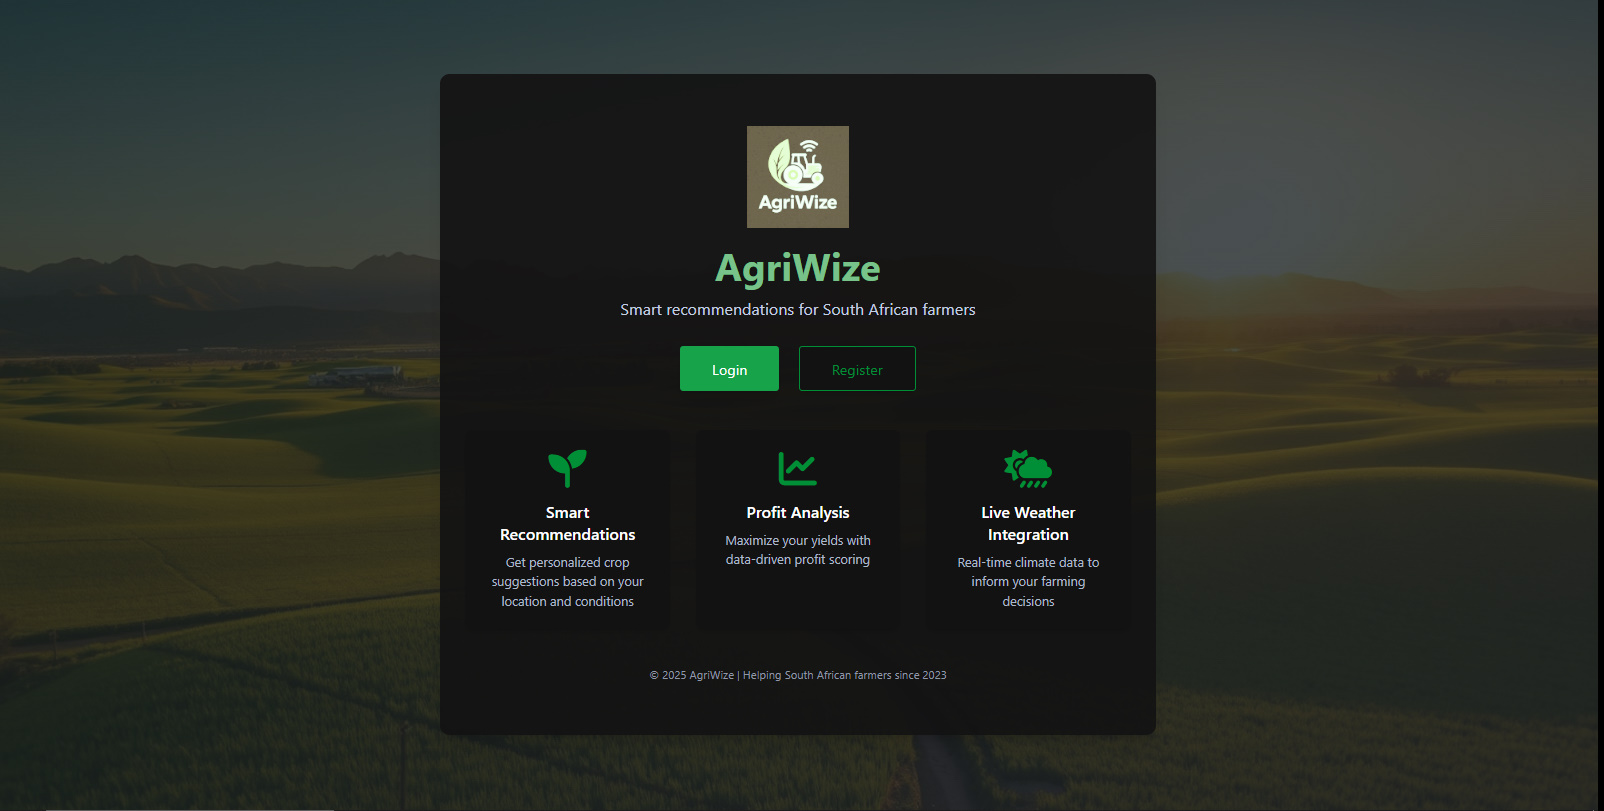 AgriWize
AgriWize
Smart recommendations for South African farmers
Login
Register
Smart
Recommendations
Get personalized crop
suggestions based on your
location and conditions
Profit Analysis
Maximize your yields with
data-driven profit scoring
Live Weather
Integration
Real-time climate data to
inform your farming
decisions
© 2025 AgriWize | Helping South African farmers since 2023